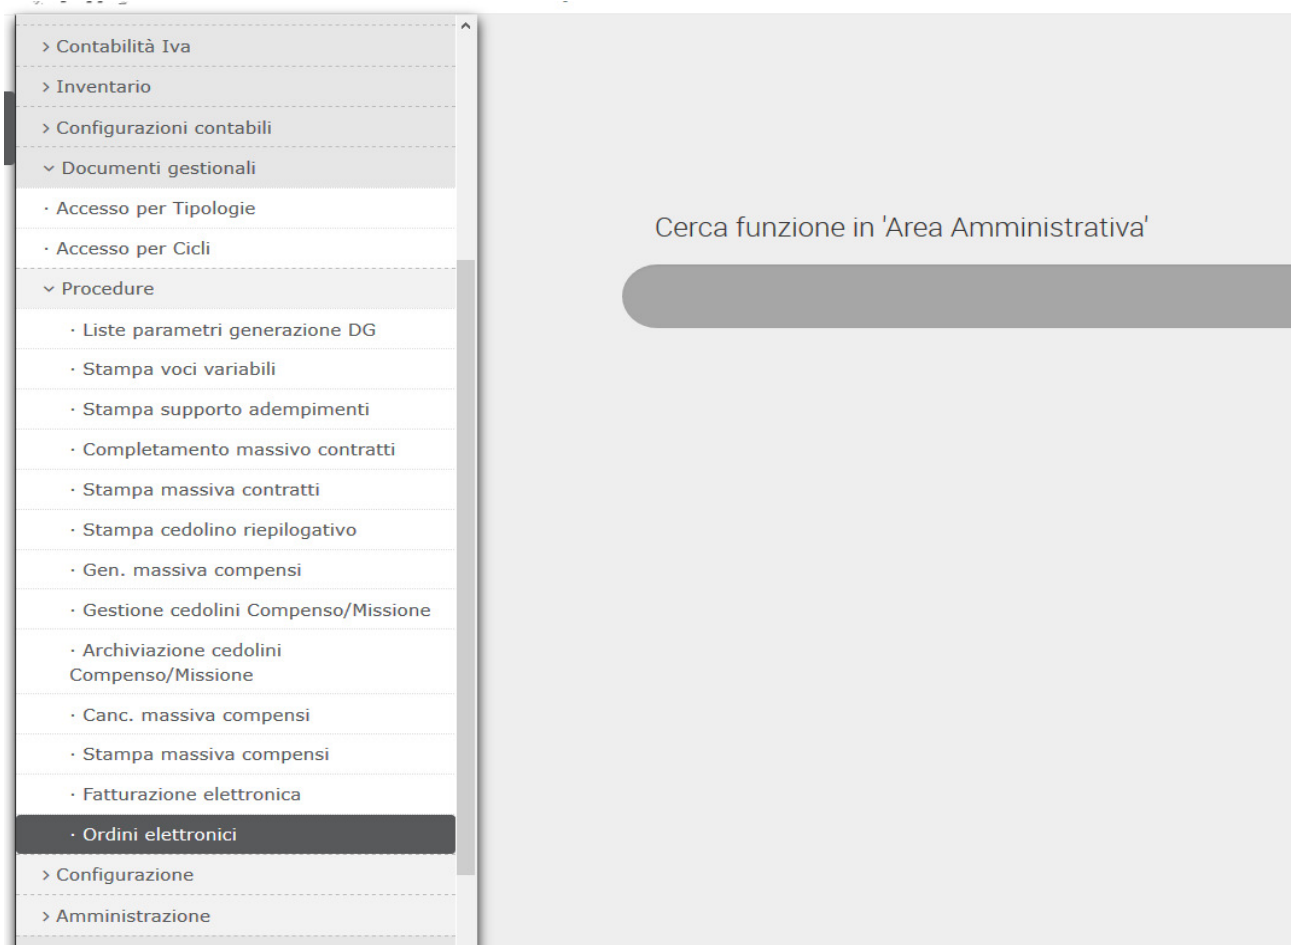 > Contabilità Iva
> Inventario
> Configurazioni contabili
Documenti gestionali
· Accesso per Tipologie
· Accesso per Cicli
Procedure
· Liste parametri generazione DG
· Stampa voci variabili
· Stampa supporto adempimenti
· Completamento massivo contratti
· Stampa massiva contratti
· Stampa cedolino riepilogativo
· Gen. massiva compensi
· Gestione cedolini Compenso/Missione
· Archiviazione cedolini
Compenso/Missione
· Canc. massiva compensi
· Stampa massiva compensi
· Fatturazione elettronica
· Ordini elettronici
> Configurazione
> Amministrazione
Cerca funzione in 'Area Amministrativa'